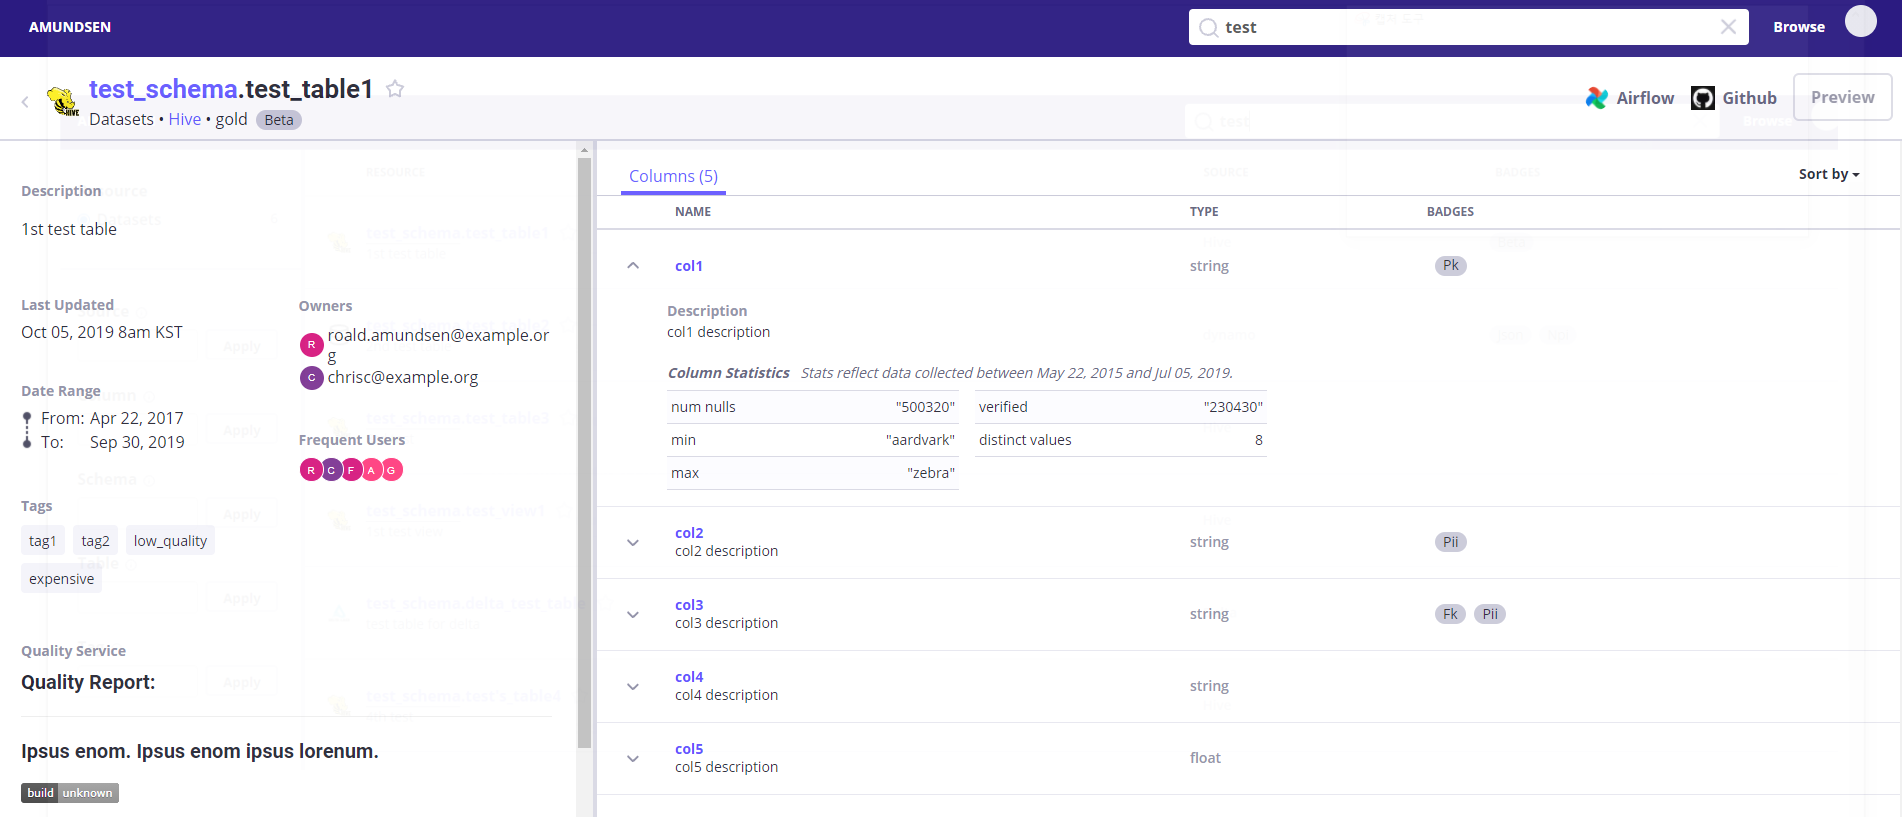 AMUNDSEN
test
Browse
test_schema.test_table1
Datasets • Hive • gold Beta
Airflow
Github
Preview
Description
1st test table
Last Updated
Oct 05, 2019 8am KST
Owners
R roald.amundsen@example.or
g
C chrisc@example.org
Date Range
From: Apr 22, 2017
To: Sep 30, 2019
Frequent Users
R C F A G
Tags
tag1 tag2 low_quality
expensive
Quality Service
Quality Report:
Ipsus enom. Ipsus enom ipsus lorenum.
build unknown
Columns (5)
Sort by
NAME TYPE BADGES
col1 string Pk
Description
col1 description
Column Statistics Stats reflect data collected between May 22, 2015 and Jul 05, 2019.
num nulls "500320" verified "230430"
min "aardvark" distinct values 8
max "zebra"
col2 string Pii
col2 description
col3 string Fk Pii
col3 description
col4 string
col4 description
col5 float
col5 description